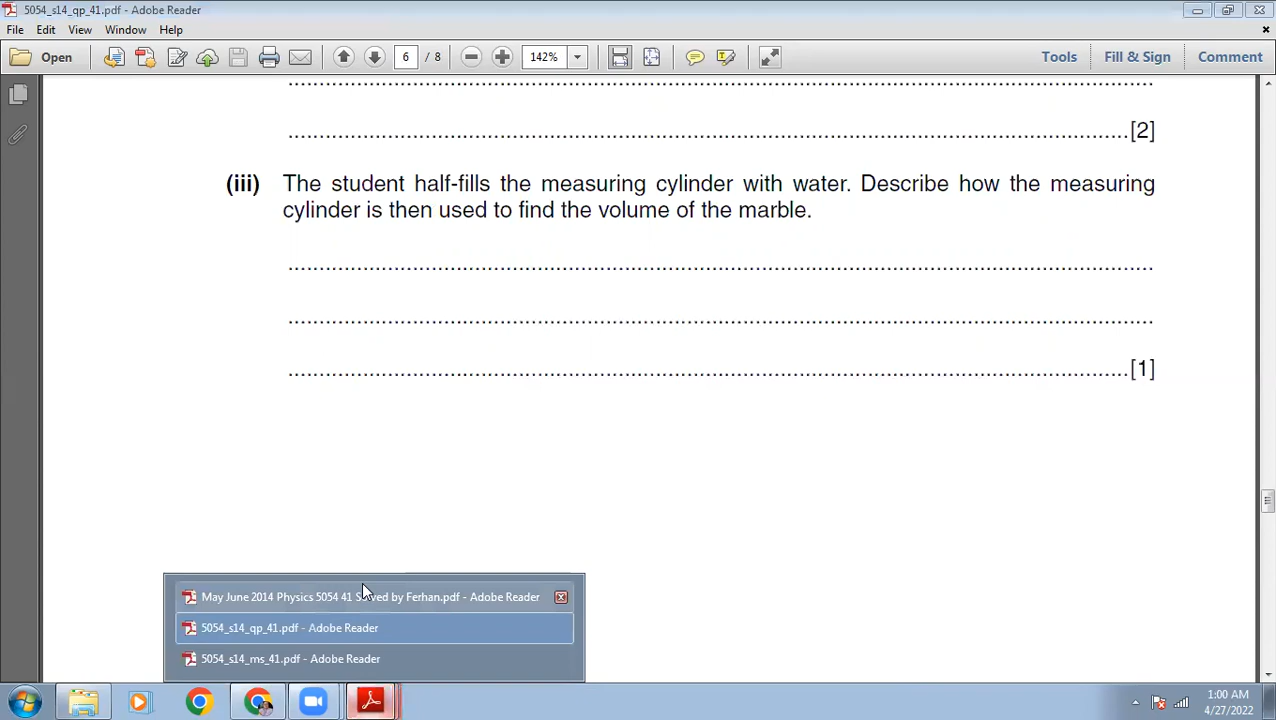 5054_s14_qp_41.pdf - Adobe Reader
File Edit View Window Help
Open 6 / 8 142% Tools Fill & Sign Comment
[2]
(iii) The student half-fills the measuring cylinder with water. Describe how the measuring
cylinder is then used to find the volume of the marble.
[1]
May June 2014 Physics 5054 41 Solved by Ferhan.pdf - Adobe Reader
5054_s14_qp_41.pdf - Adobe Reader
5054_s14_ms_41.pdf - Adobe Reader
1:00 AM
4/27/2022